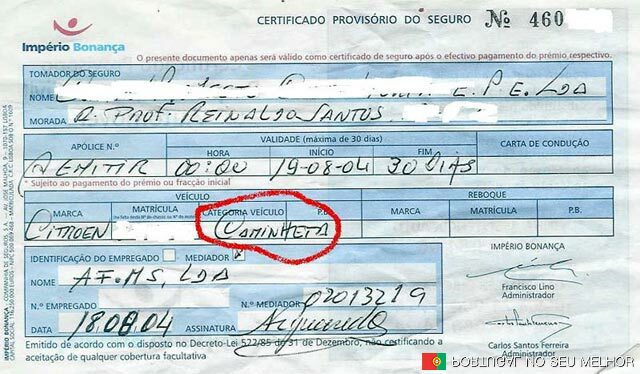 CERTIFICADO PROVISÓRIO DO SEGURO Nº 460
Império Bonança
O presente documento apenas será válido como certificado de seguro após o efectivo pagamento do prémio respectivo.
TOMADOR DO SEGURO
NOME E. P E. LDA
MORADA R. PROF. REINALDO SANTOS
APÓLICE N.º VALIDADE (máxima de 30 dias) CARTA DE CONDUÇÃO
HORA INÍCIO FIM
A EMITIR 00:00 19-08-04 30 DIAS
* Sujeito ao pagamento do prémio ou fracção inicial
VEÍCULO REBOQUE
MARCA MATRÍCULA CATEGORIA VEÍCULO P.B. MARCA MATRÍCULA P.B.
CITROEN CAMINHETA
IDENTIFICAÇÃO DO EMPREGADO MEDIADOR X
IMPÉRIO BONANÇA
NOME A.F.M.S, LDA
Francisco Lino
Administrador
N.º EMPREGADO N.º MEDIADOR 02013219
DATA 18.08.04 ASSINATURA
Carlos Santos Ferreira
Administrador
Emitido de acordo com o disposto no Decreto-Lei 522/85 de 31 de Dezembro, não certificando a
aceitação de qualquer cobertura facultativa
NO SEU MELHOR